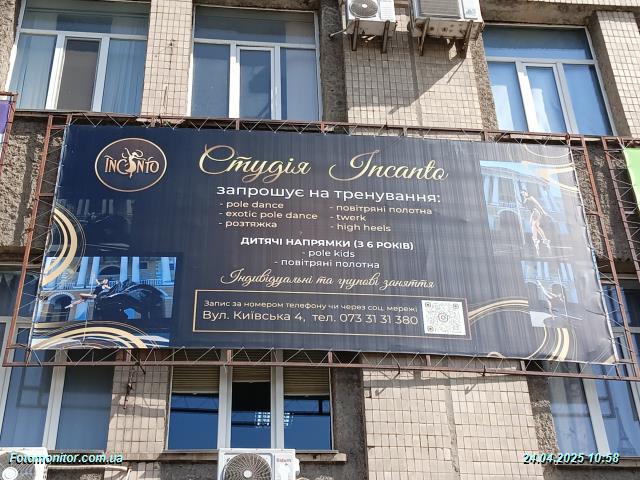 INCANTO
Студія Incanto
запрошує на тренування:
- pole dance
- exotic pole dance
- розтяжка
- повітряні полотна
- twerk
- high heels
ДИТЯЧІ НАПРЯМКИ (З 6 РОКІВ)
- pole kids
- повітряні полотна
Індивідуальні та групові заняття
Запис за номером телефону чи через соц. мережі
Вул. Київська 4, тел. 073 31 31 380
Fotomonitor.com.ua
24.04.2025 10:58